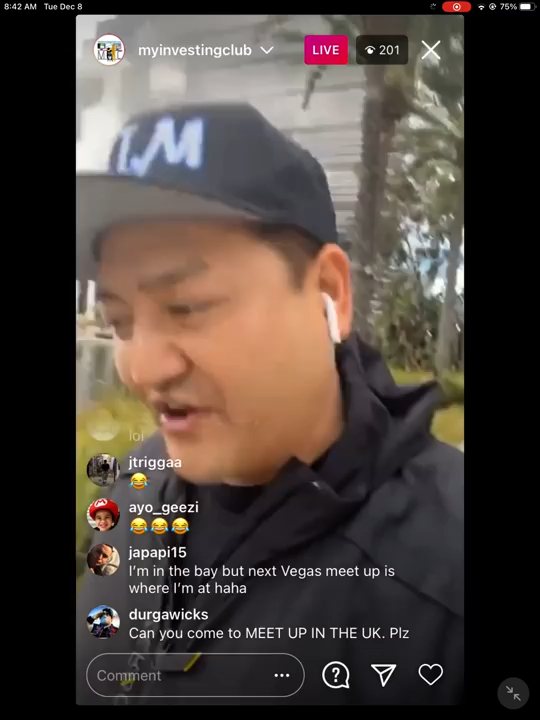 8:42 AM Tue Dec 8
75%
myinvestingclub
LIVE
201
lol
jtriggaa
😂
ayo_geezi
😂😂😂
japapi15
I'm in the bay but next Vegas meet up is
where I'm at haha
durgawicks
Can you come to MEET UP IN THE UK. Plz
Comment